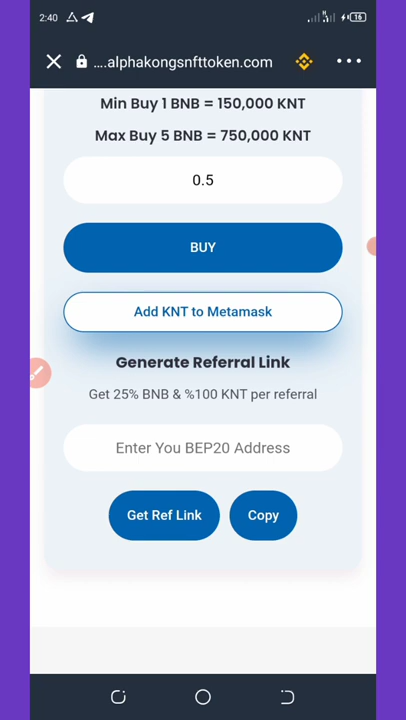 2:40
16
....alphakongsnfttoken.com
Min Buy 1 BNB = 150,000 KNT
Max Buy 5 BNB = 750,000 KNT
0.5
BUY
Add KNT to Metamask
Generate Referral Link
Get 25% BNB & %100 KNT per referral
Enter You BEP20 Address
Get Ref Link
Copy